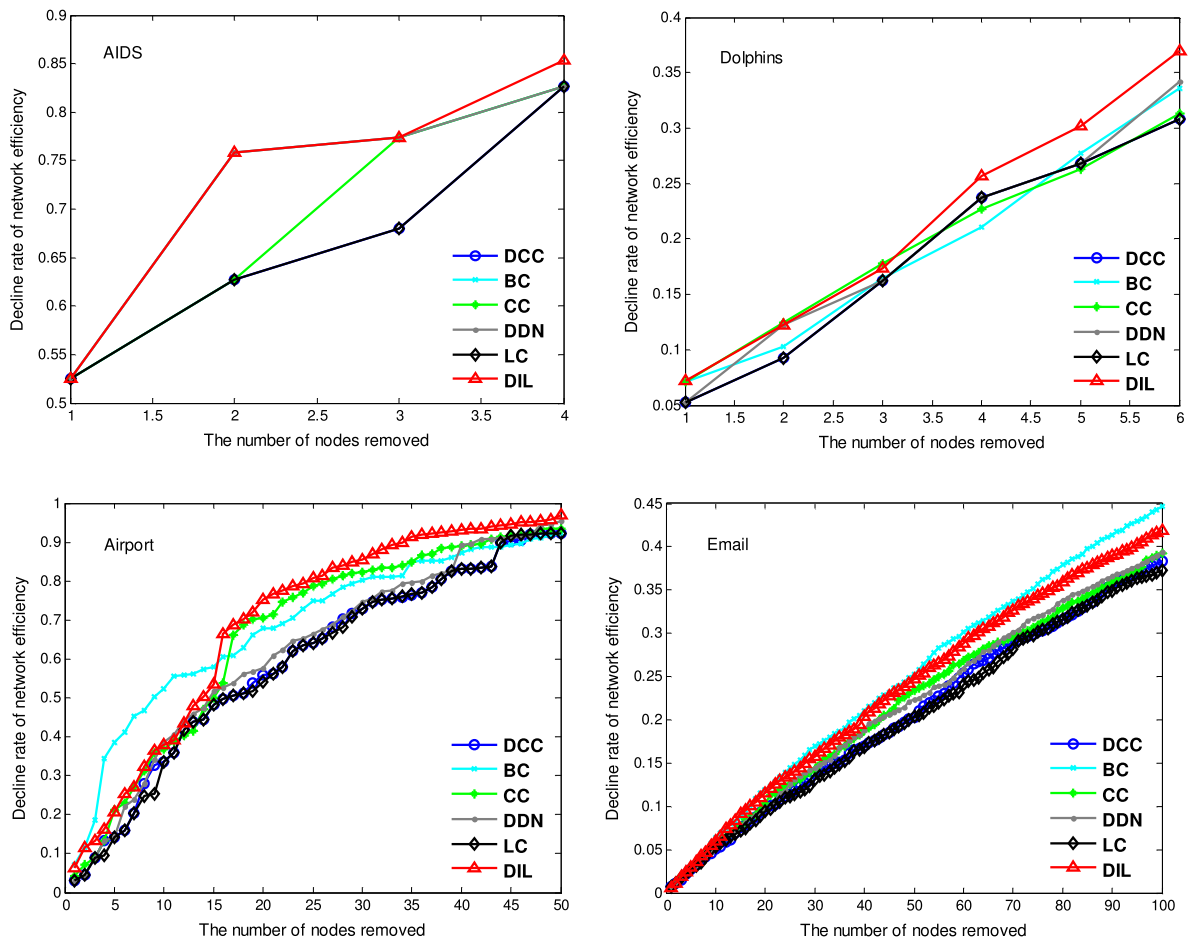 AIDS
Decline rate of network efficiency
0.9
0.85
0.8
0.75
0.7
0.65
0.6
0.55
0.5
1 1.5 2 2.5 3 3.5 4
The number of nodes removed
DCC
BC
CC
DDN
LC
DIL
Dolphins
Decline rate of network efficiency
0.4
0.35
0.3
0.25
0.2
0.15
0.1
0.05
1 1.5 2 2.5 3 3.5 4 4.5 5 5.5 6
The number of nodes removed
DCC
BC
CC
DDN
LC
DIL
Airport
Decline rate of network efficiency
1
0.9
0.8
0.7
0.6
0.5
0.4
0.3
0.2
0.1
0
0 5 10 15 20 25 30 35 40 45 50
The number of nodes removed
DCC
BC
CC
DDN
LC
DIL
Email
Decline rate of network efficiency
0.45
0.4
0.35
0.3
0.25
0.2
0.15
0.1
0.05
0
0 10 20 30 40 50 60 70 80 90 100
The number of nodes removed
DCC
BC
CC
DDN
LC
DIL